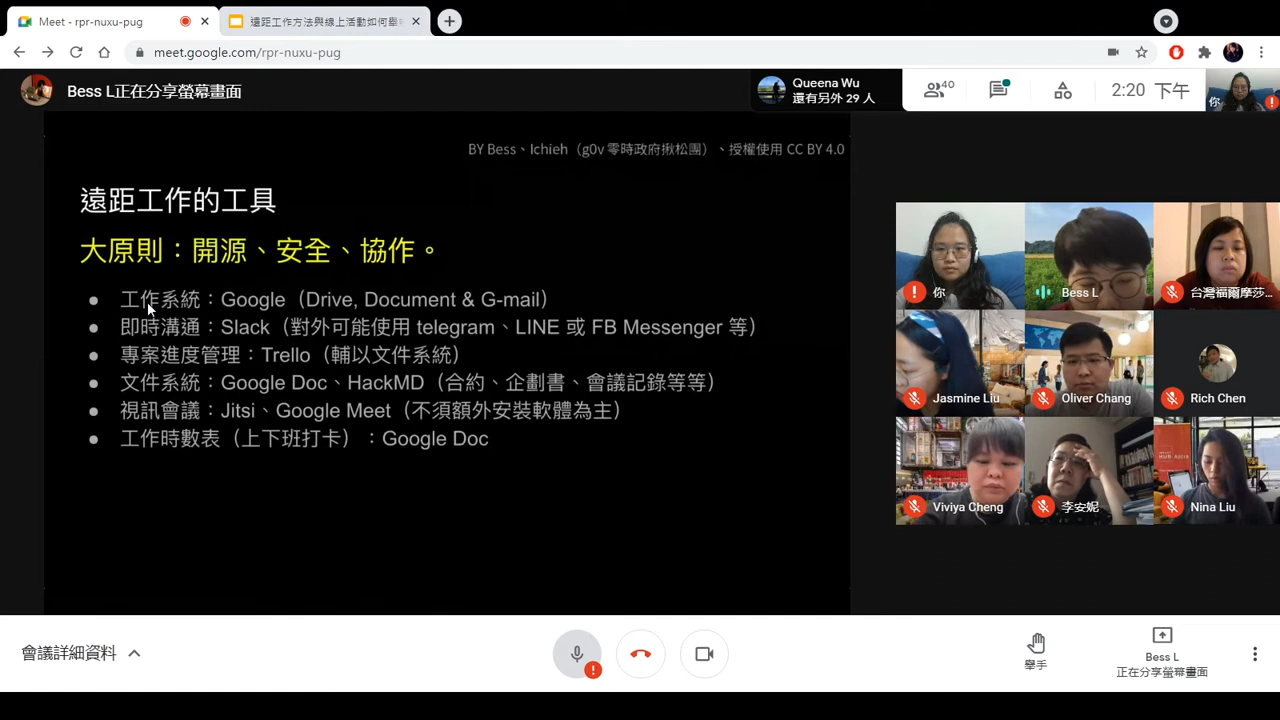 Meet - rpr-nuxu-pug
遠距工作方法與線上活動如何舉
meet.google.com/rpr-nuxu-pug
Bess L正在分享螢幕畫面
Queena Wu
還有另外 29 人
40
2:20 下午
你
BY Bess、Ichieh（g0v 零時政府揪松團）、授權使用 CC BY 4.0
遠距工作的工具
大原則：開源、安全、協作。
● 工作系統：Google（Drive, Document & G-mail）
● 即時溝通：Slack（對外可能使用 telegram、LINE 或 FB Messenger 等）
● 專案進度管理：Trello（輔以文件系統）
● 文件系統：Google Doc、HackMD（合約、企劃書、會議記錄等等）
● 視訊會議：Jitsi、Google Meet（不須額外安裝軟體為主）
● 工作時數表（上下班打卡）：Google Doc
你
Bess L
台灣福爾摩莎...
Jasmine Liu
Oliver Chang
Rich Chen
Viviya Cheng
李安妮
Nina Liu
會議詳細資料
舉手
Bess L
正在分享螢幕畫面